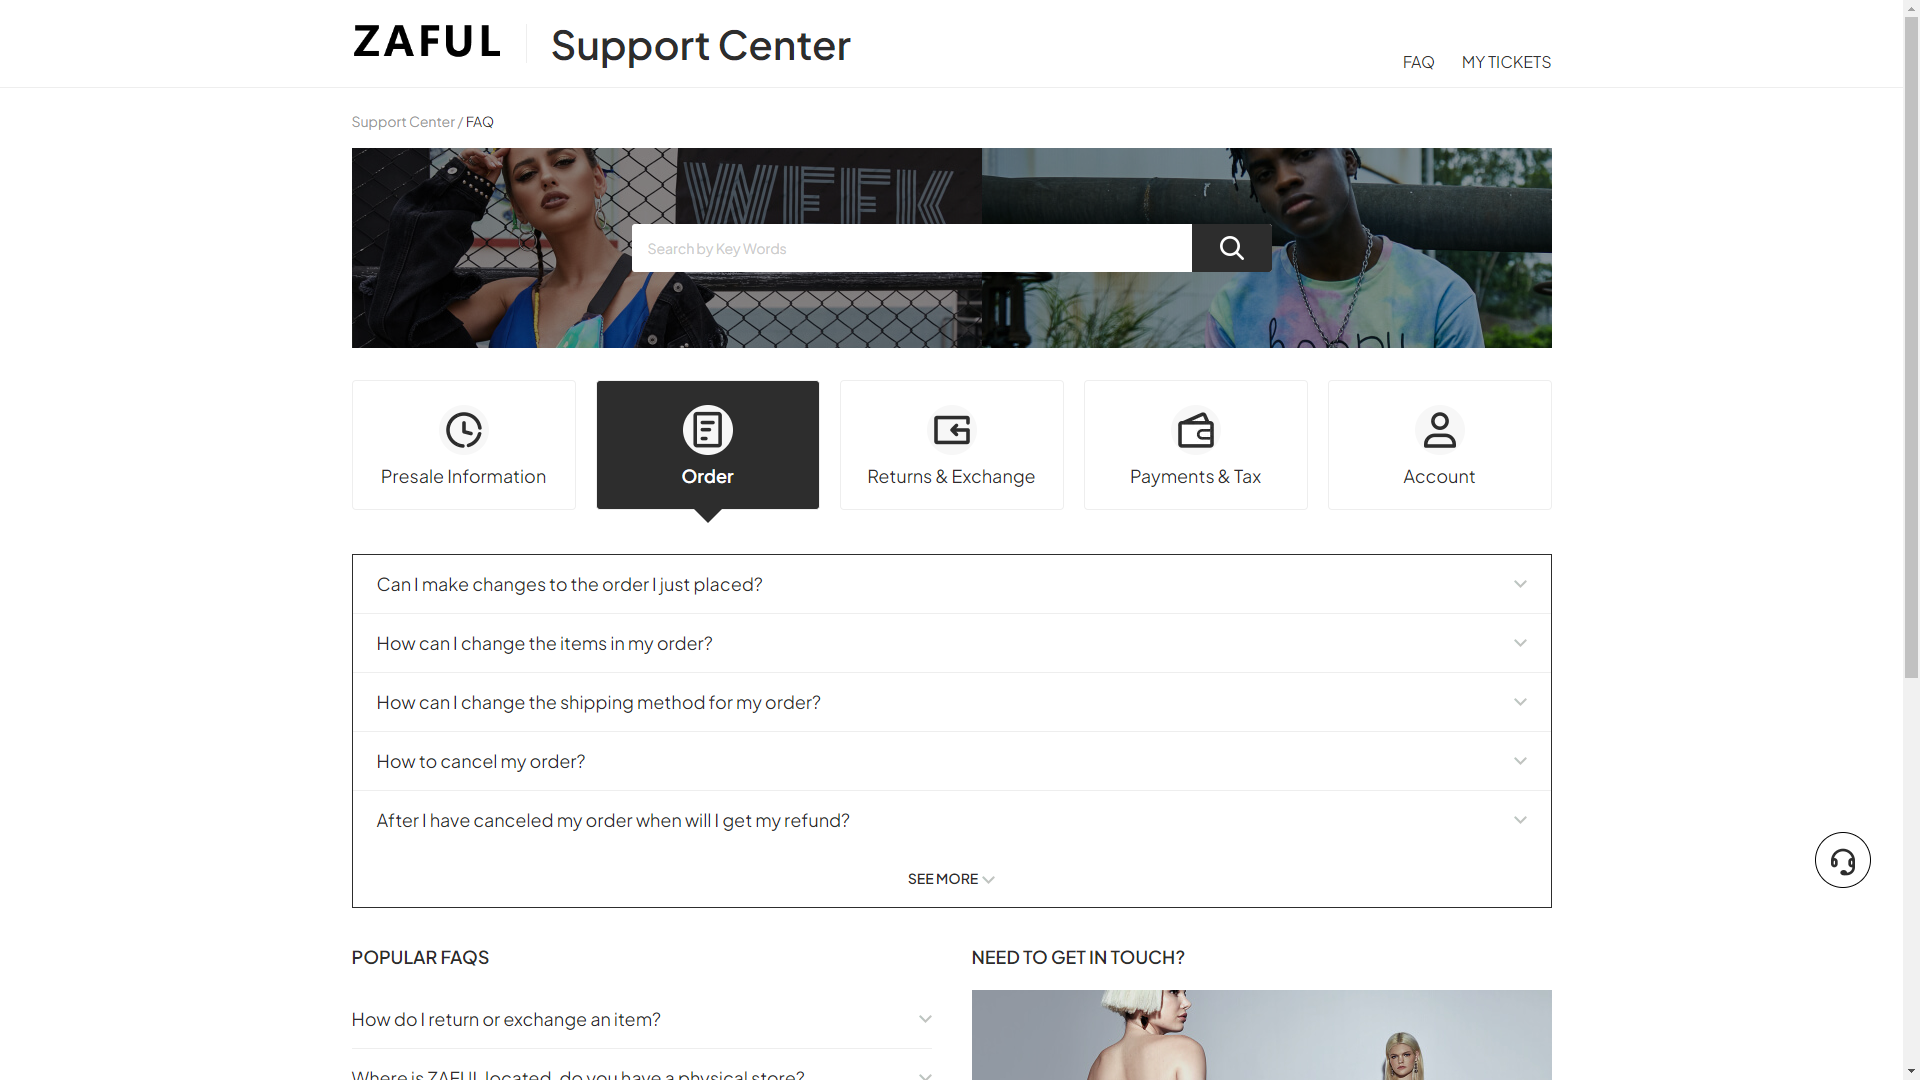 ZAFUL
Support Center
FAQ
MY TICKETS
Support Center / FAQ
WEEK
Search by Key Words
happy
Presale Information
Order
Returns & Exchange
Payments & Tax
Account
Can I make changes to the order I just placed?
How can I change the items in my order?
How can I change the shipping method for my order?
How to cancel my order?
After I have canceled my order when will I get my refund?
SEE MORE
POPULAR FAQS
NEED TO GET IN TOUCH?
How do I return or exchange an item?
Where is ZAFUL located, do you have a physical store?